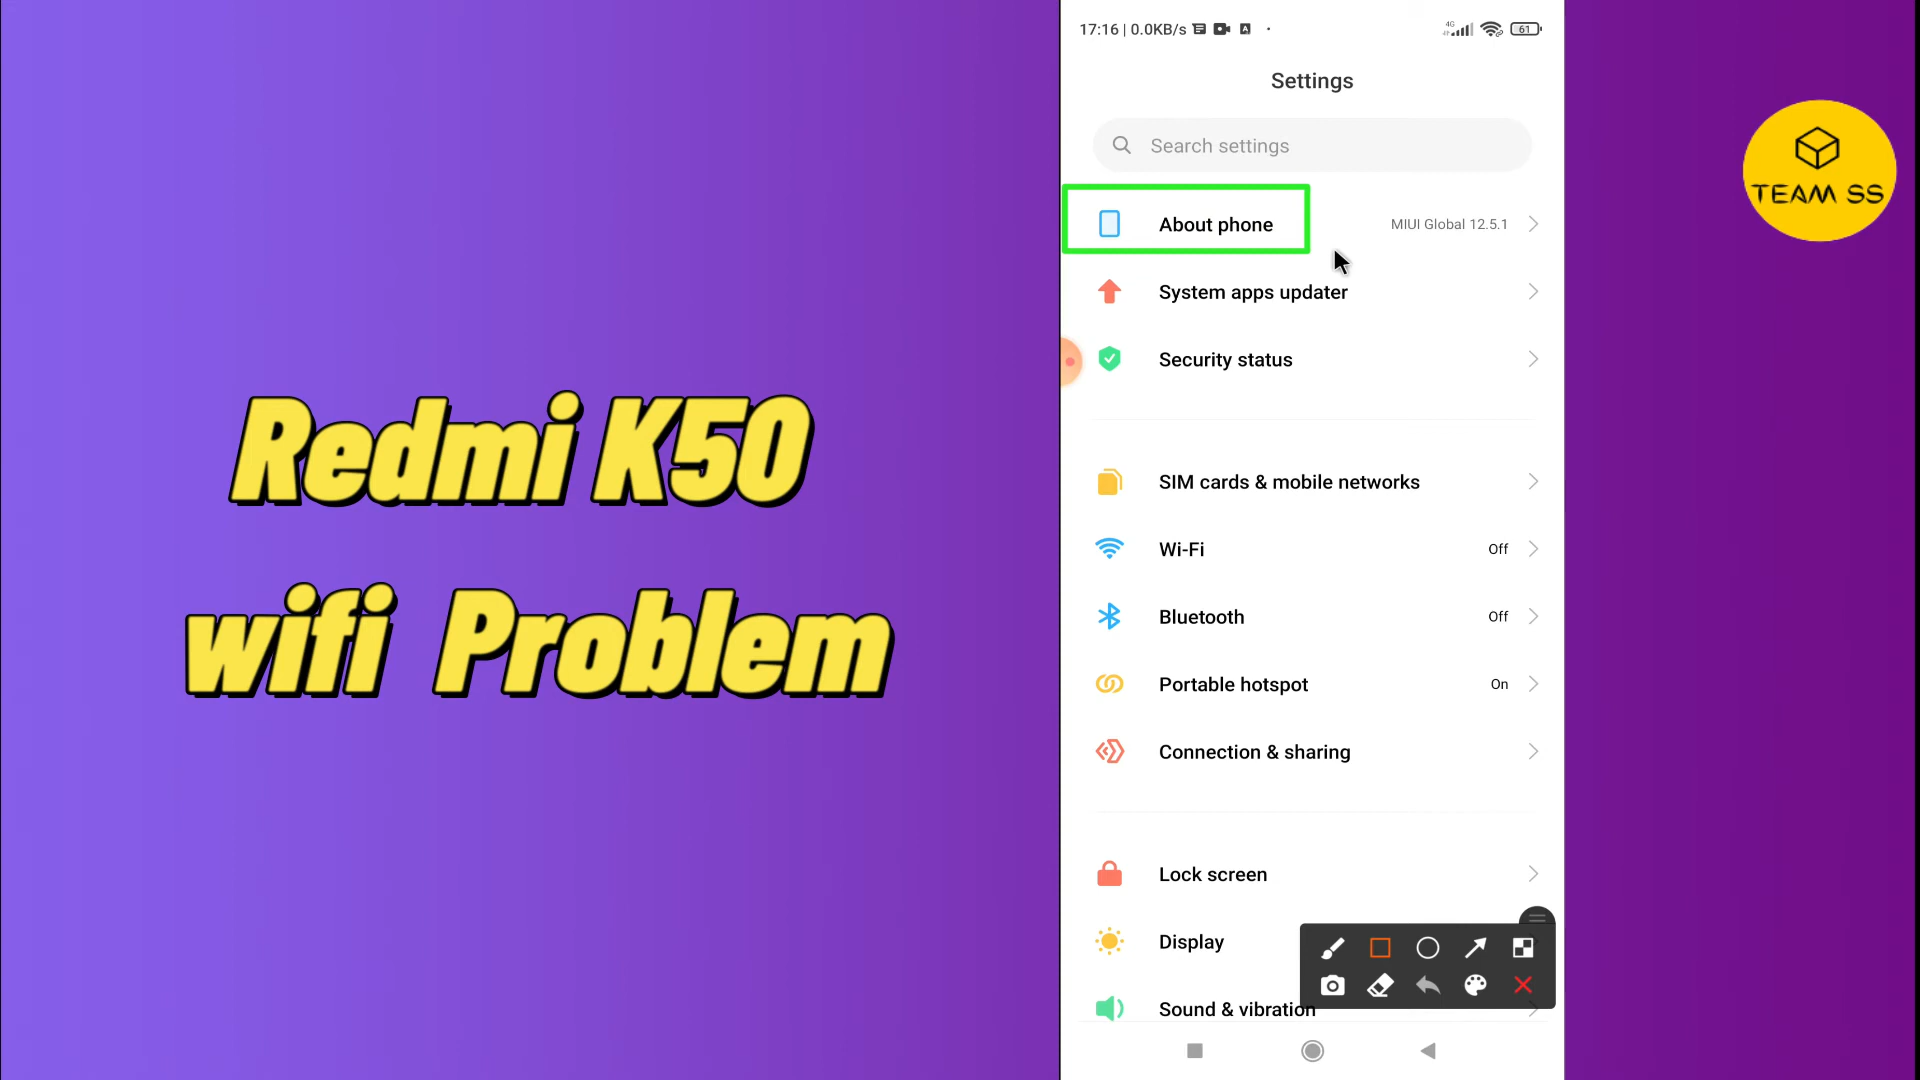 Redmi K50
wifi Problem
17:16 | 0.0KB/s
4G
61
Settings
Search settings
About phone
MIUI Global 12.5.1
System apps updater
Security status
SIM cards & mobile networks
Wi-Fi
Off
Bluetooth
Off
Portable hotspot
On
Connection & sharing
Lock screen
Display
Sound & vibration
TEAM SS